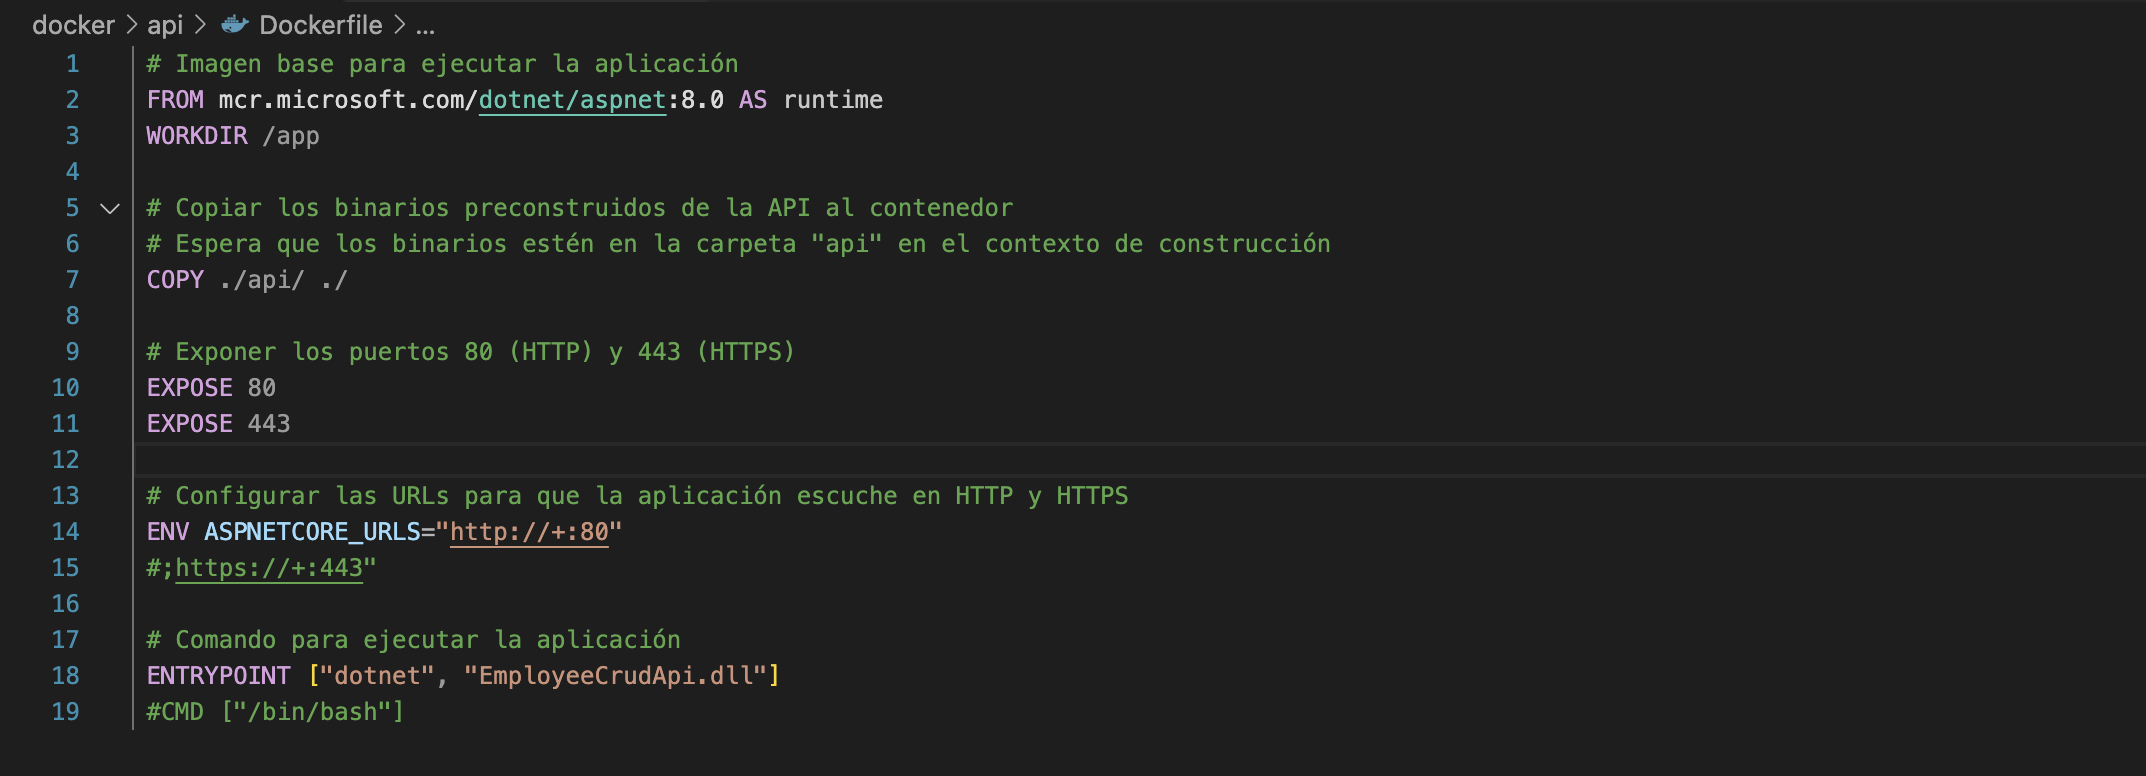 docker > api > Dockerfile > ...
1 # Imagen base para ejecutar la aplicación
2 FROM mcr.microsoft.com/dotnet/aspnet:8.0 AS runtime
3 WORKDIR /app
4
5 # Copiar los binarios preconstruidos de la API al contenedor
6 # Espera que los binarios estén en la carpeta "api" en el contexto de construcción
7 COPY ./api/ ./
8
9 # Exponer los puertos 80 (HTTP) y 443 (HTTPS)
10 EXPOSE 80
11 EXPOSE 443
12
13 # Configurar las URLs para que la aplicación escuche en HTTP y HTTPS
14 ENV ASPNETCORE_URLS="http://+:80"
15 #;https://+:443"
16
17 # Comando para ejecutar la aplicación
18 ENTRYPOINT ["dotnet", "EmployeeCrudApi.dll"]
19 #CMD ["/bin/bash"]